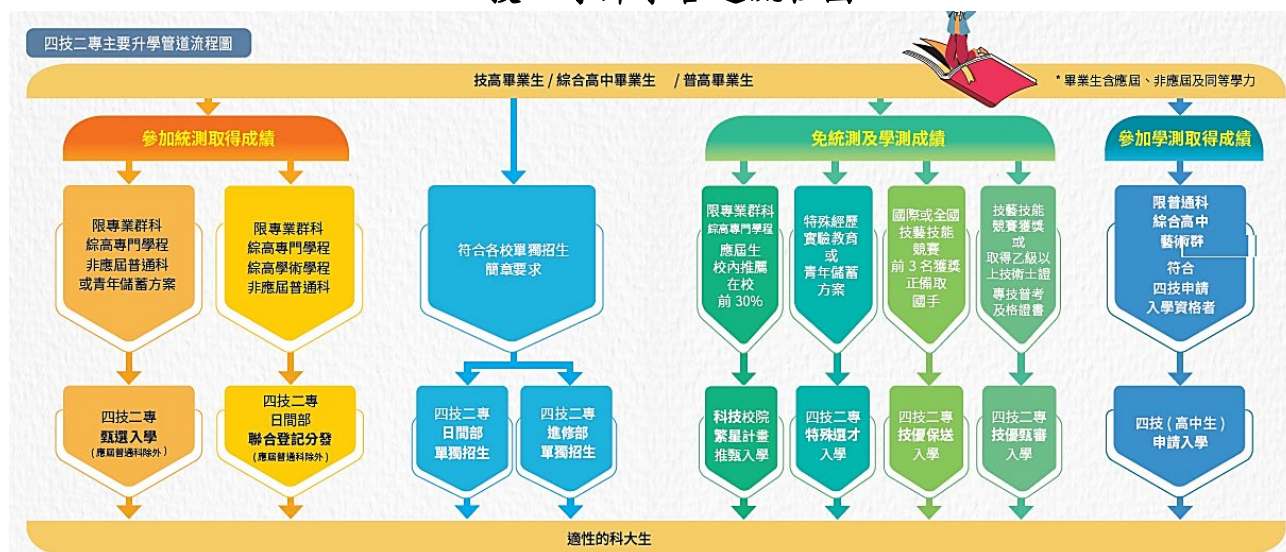 四技二專主要升學管道流程圖
技高畢業生 / 綜合高中畢業生 / 普高畢業生
* 畢業生含應屆、非應屆及同等學力
參加統測取得成績
免統測及學測成績
參加學測取得成績
限專業群科
綜高專門學程
非應屆普通科
或青年儲蓄方案
限專業群科
綜高專門學程
綜高學術學程
非應屆普通科
符合各校單獨招生
簡章要求
限專業群科
綜高專門學程
應屆生
校內推薦
在校
前 30%
特殊經歷
實驗教育
或
青年儲蓄
方案
國際或全國
技藝技能
競賽
前 3 名獲獎
正備取
國手
技藝技能
競賽獲獎
或
取得乙級以
上技術士證
專技普考
及格證書
限普通科
綜合高中
藝術群
符合
四技申請
入學資格者
四技二專
甄選入學
(應屆普通科除外)
四技二專
日間部
聯合登記分發
(應屆普通科除外)
四技二專
日間部
單獨招生
四技二專
進修部
單獨招生
科技校院
繁星計畫
推甄入學
四技二專
特殊選才
入學
四技二專
技優保送
入學
四技二專
技優甄審
入學
四技 ( 高中生 )
申請入學
適性的科大生